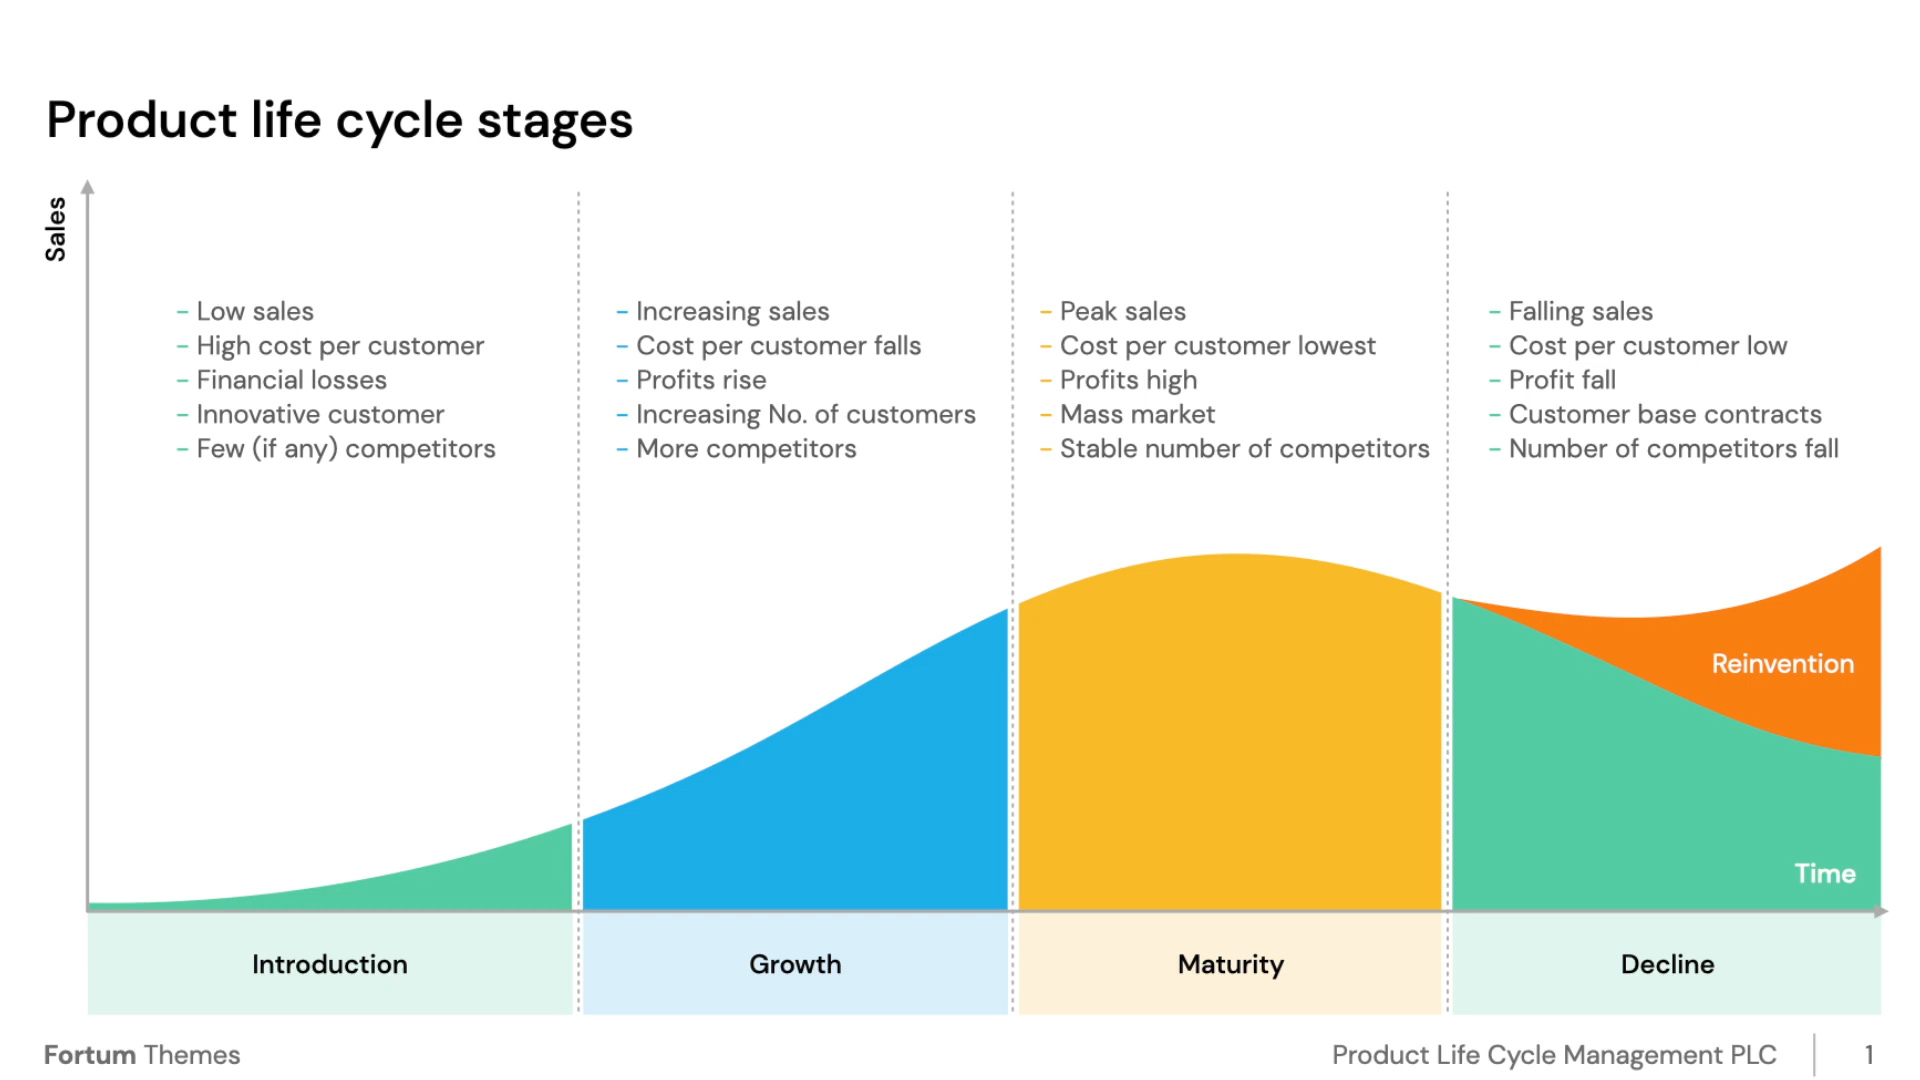 Product life cycle stages
Sales
- Low sales
- High cost per customer
- Financial losses
- Innovative customer
- Few (if any) competitors
- Increasing sales
- Cost per customer falls
- Profits rise
- Increasing No. of customers
- More competitors
- Peak sales
- Cost per customer lowest
- Profits high
- Mass market
- Stable number of competitors
- Falling sales
- Cost per customer low
- Profit fall
- Customer base contracts
- Number of competitors fall
Reinvention
Time
Introduction
Growth
Maturity
Decline
Fortum Themes
Product Life Cycle Management PLC
1